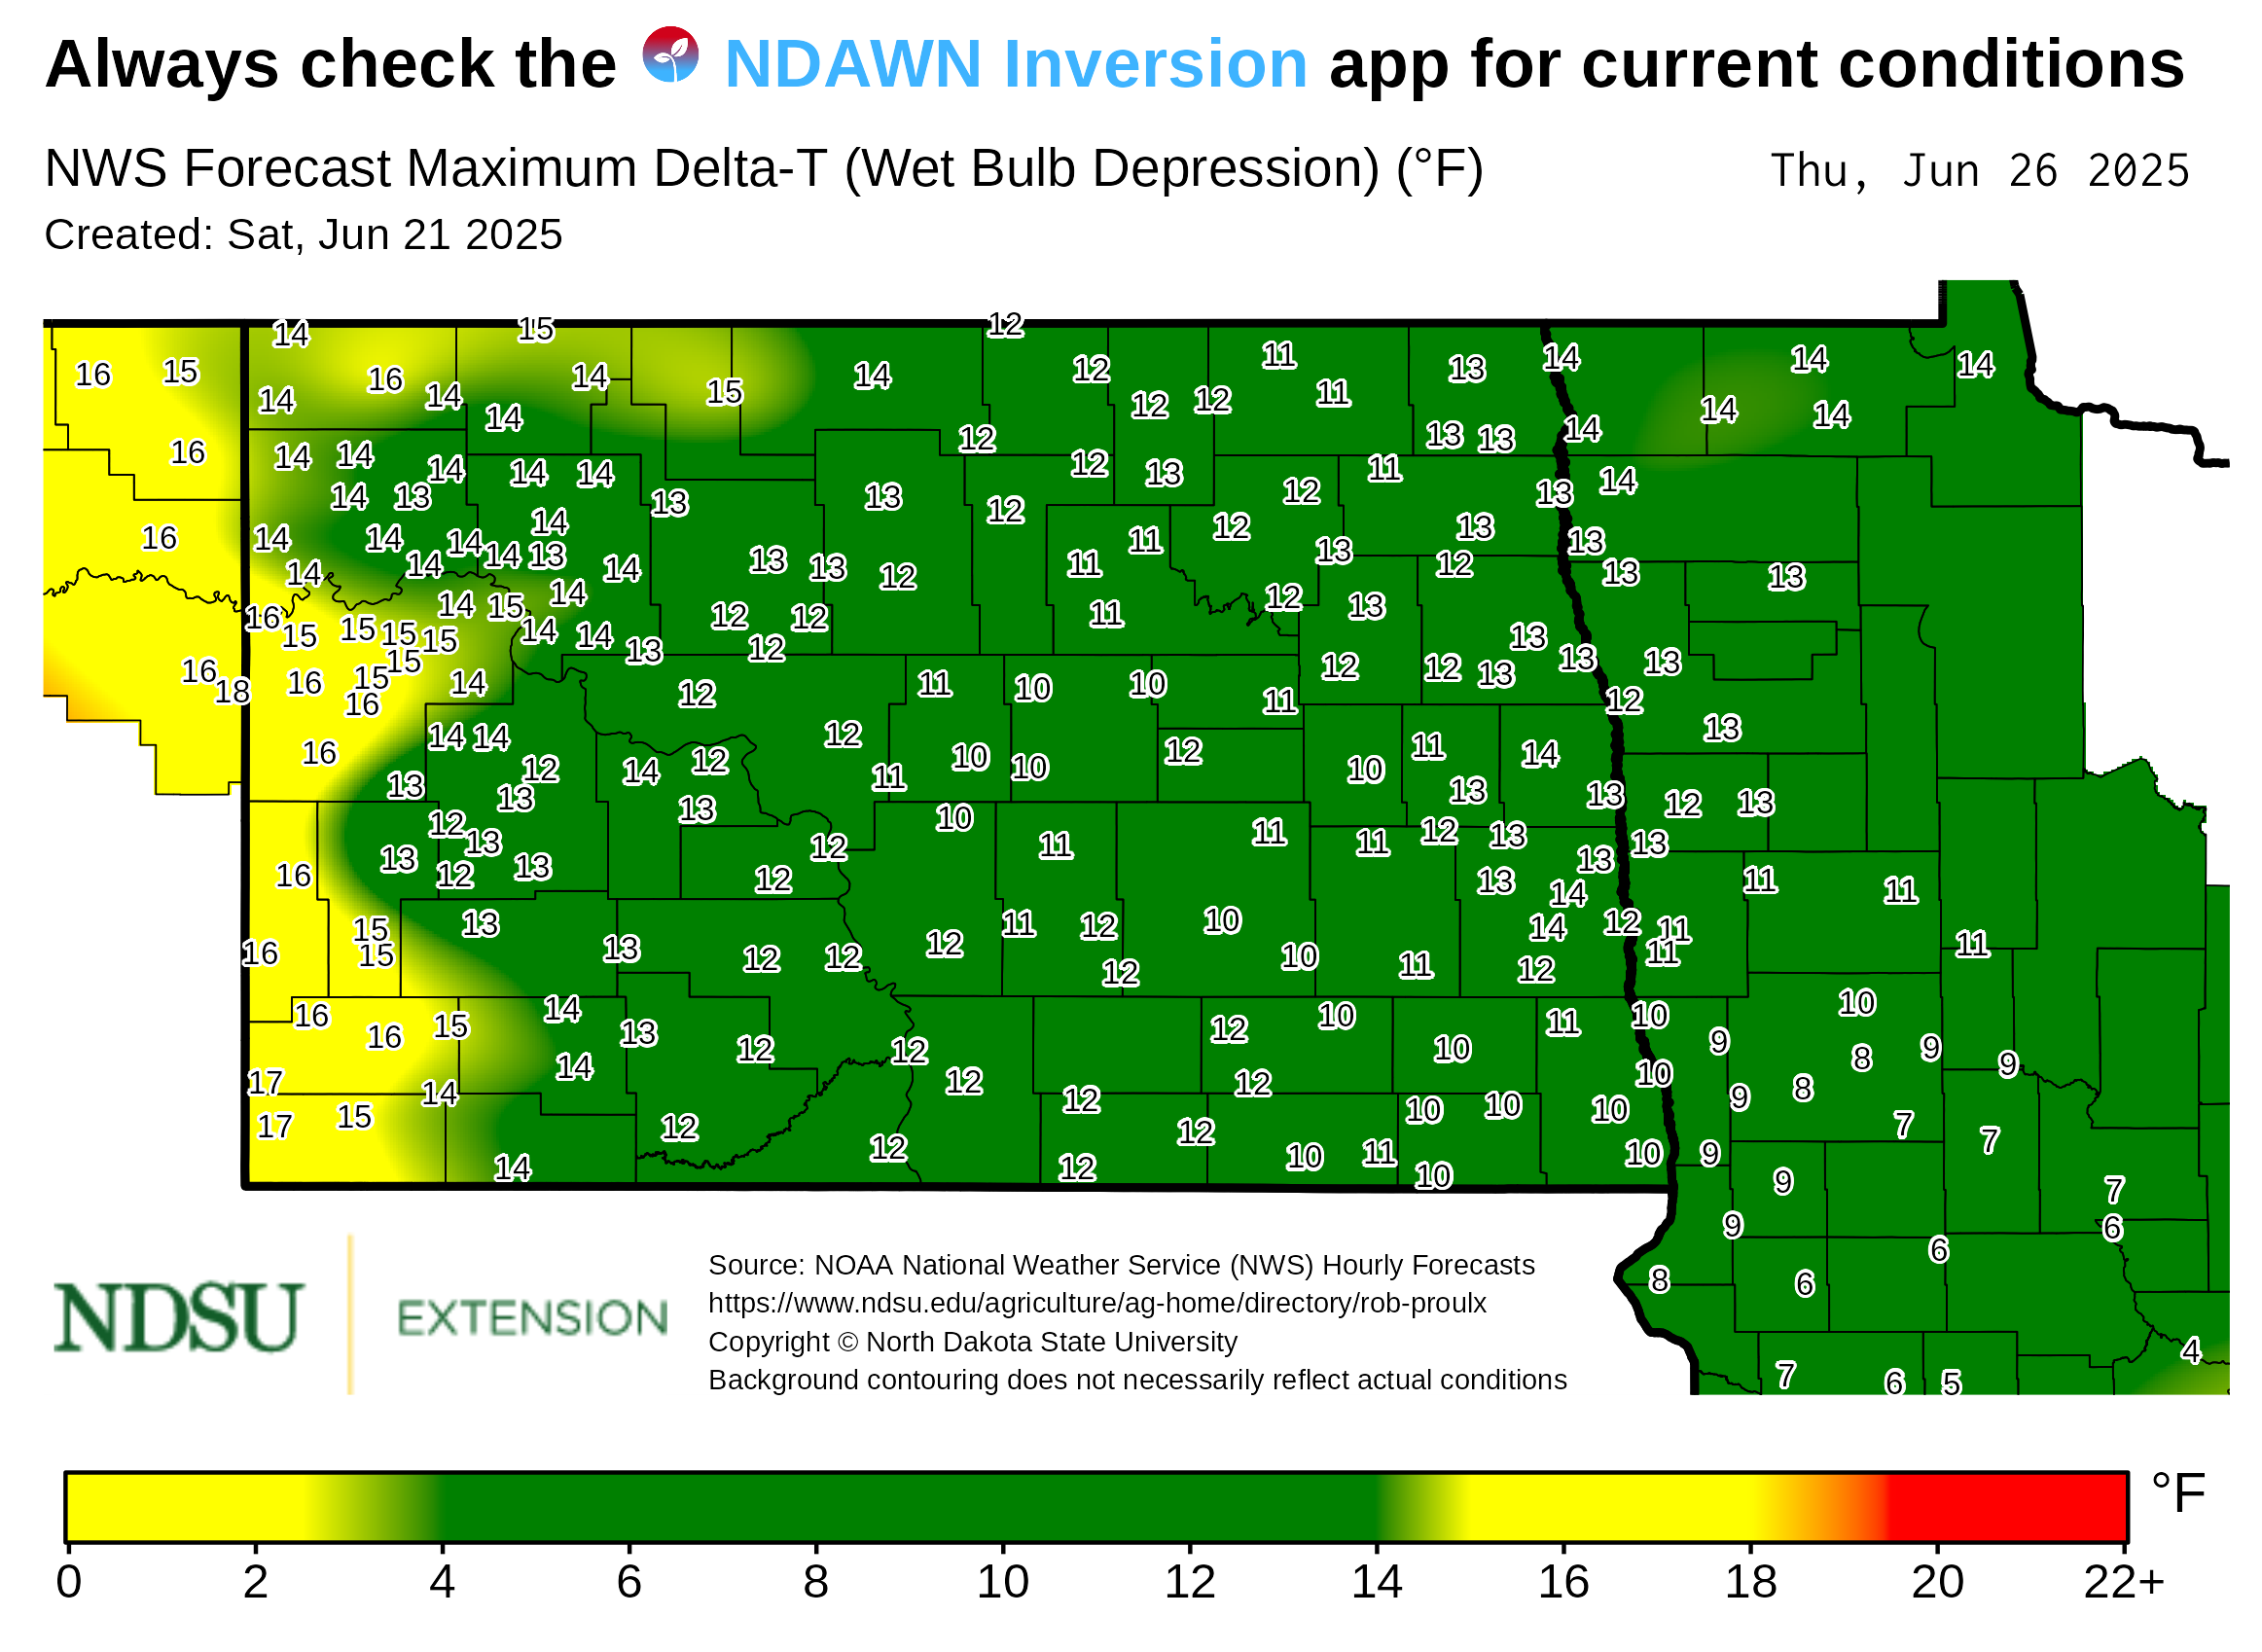 Always check the NDAWN Inversion app for current conditions
NWS Forecast Maximum Delta-T (Wet Bulb Depression) (°F)
Thu, Jun 26 2025
Created: Sat, Jun 21 2025
14 15 12
16 15 16 14 14 15 14 12 11 13 14 14 14
14 14 14 12 12 13 14 14
16 14 14 14 14 14 12 12 13 11 13 13 14
14 13 13 13 12 12 13 14
16 14 14 14 14 14 13 14 13 13 12 11 11 12 13 13 12 13
14 14 14 15 14 12 13 13
16 15 15 15 15 14 14 13 12 12 12 11 12 13 13 13 13
16 18 16 15 15 16 14 12 11 10 10 11 12 12 13 12
16 14 14 12 14 12 12 11 10 10 12 10 11 14 13
13 13 13 10 13 13 12 13
12 13 13 12 13 12 12 11 11 11 12 13 13 13
16 12 13 14 11 11
16 15 15 13 13 12 12 12 11 12 12 10 10 11 14 12 12 11 11 11
16 16 15 14 13 12 12 12 12 10 10 11 10 9 10 8 9 9
17 14 14 12 12 12 10 10 10 10 9 8
17 15 14 12 12 12 12 10 11 10 10 9 7 7
9 9 7 6
8 6 6
7 6 5 4
NDSU EXTENSION
Source: NOAA National Weather Service (NWS) Hourly Forecasts
https://www.ndsu.edu/agriculture/ag-home/directory/rob-proulx
Copyright © North Dakota State University
Background contouring does not necessarily reflect actual conditions
°F
0 2 4 6 8 10 12 14 16 18 20 22+